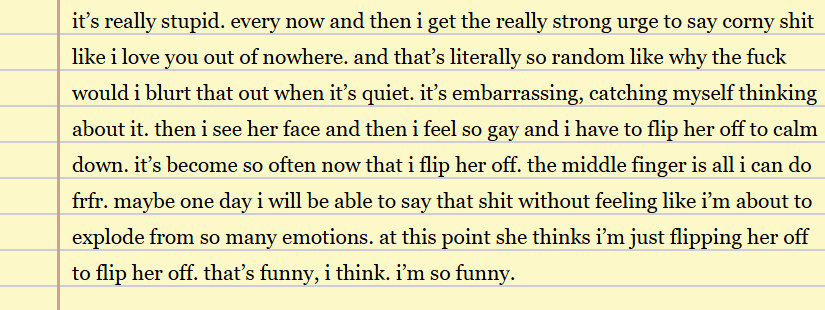 it’s really stupid. every now and then i get the really strong urge to say corny shit
like i love you out of nowhere. and that’s literally so random like why the fuck
would i blurt that out when it’s quiet. it’s embarrassing, catching myself thinking
about it. then i see her face and then i feel so gay and i have to flip her off to calm
down. it’s become so often now that i flip her off. the middle finger is all i can do
frfr. maybe one day i will be able to say that shit without feeling like i’m about to
explode from so many emotions. at this point she thinks i’m just flipping her off
to flip her off. that’s funny, i think. i’m so funny.